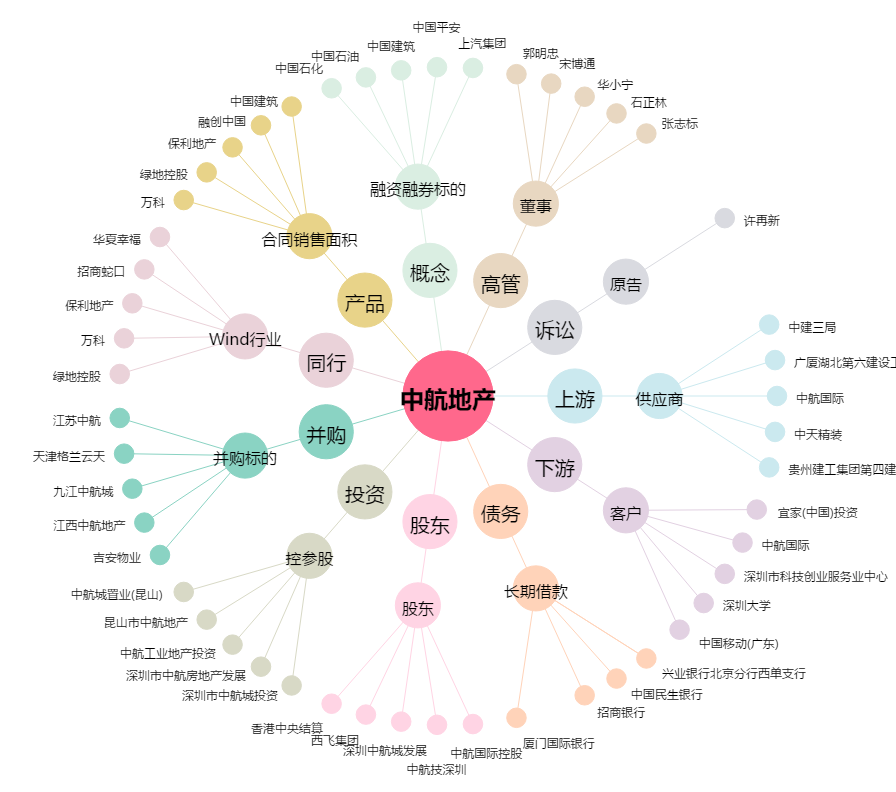 中国平安
上汽集团
中国建筑
中国石油
中国石化
郭明忠
宋博通
华小宁
石正林
张志标
中国建筑
融创中国
保利地产
绿地控股
万科
融资融券标的
董事
许再新
合同销售面积
概念
高管
原告
华夏幸福
招商蛇口
保利地产
万科
绿地控股
Wind行业
产品
同行
诉讼
中建三局
广厦湖北第六建设工
中航国际
中天精装
贵州建工集团第四建
中航地产
上游
供应商
江苏中航
天津格兰云天
九江中航城
江西中航地产
吉安物业
并购标的
并购
投资
股东
债务
下游
客户
宜家(中国)投资
中航国际
深圳市科技创业服务业中心
深圳大学
中国移动(广东)
控参股
股东
长期借款
中航城置业(昆山)
昆山市中航地产
中航工业地产投资
深圳市中航房地产发展
深圳市中航城投资
兴业银行北京分行西单支行
中国民生银行
招商银行
厦门国际银行
香港中央结算
西飞集团
深圳中航城发展
中航技深圳
中航国际控股